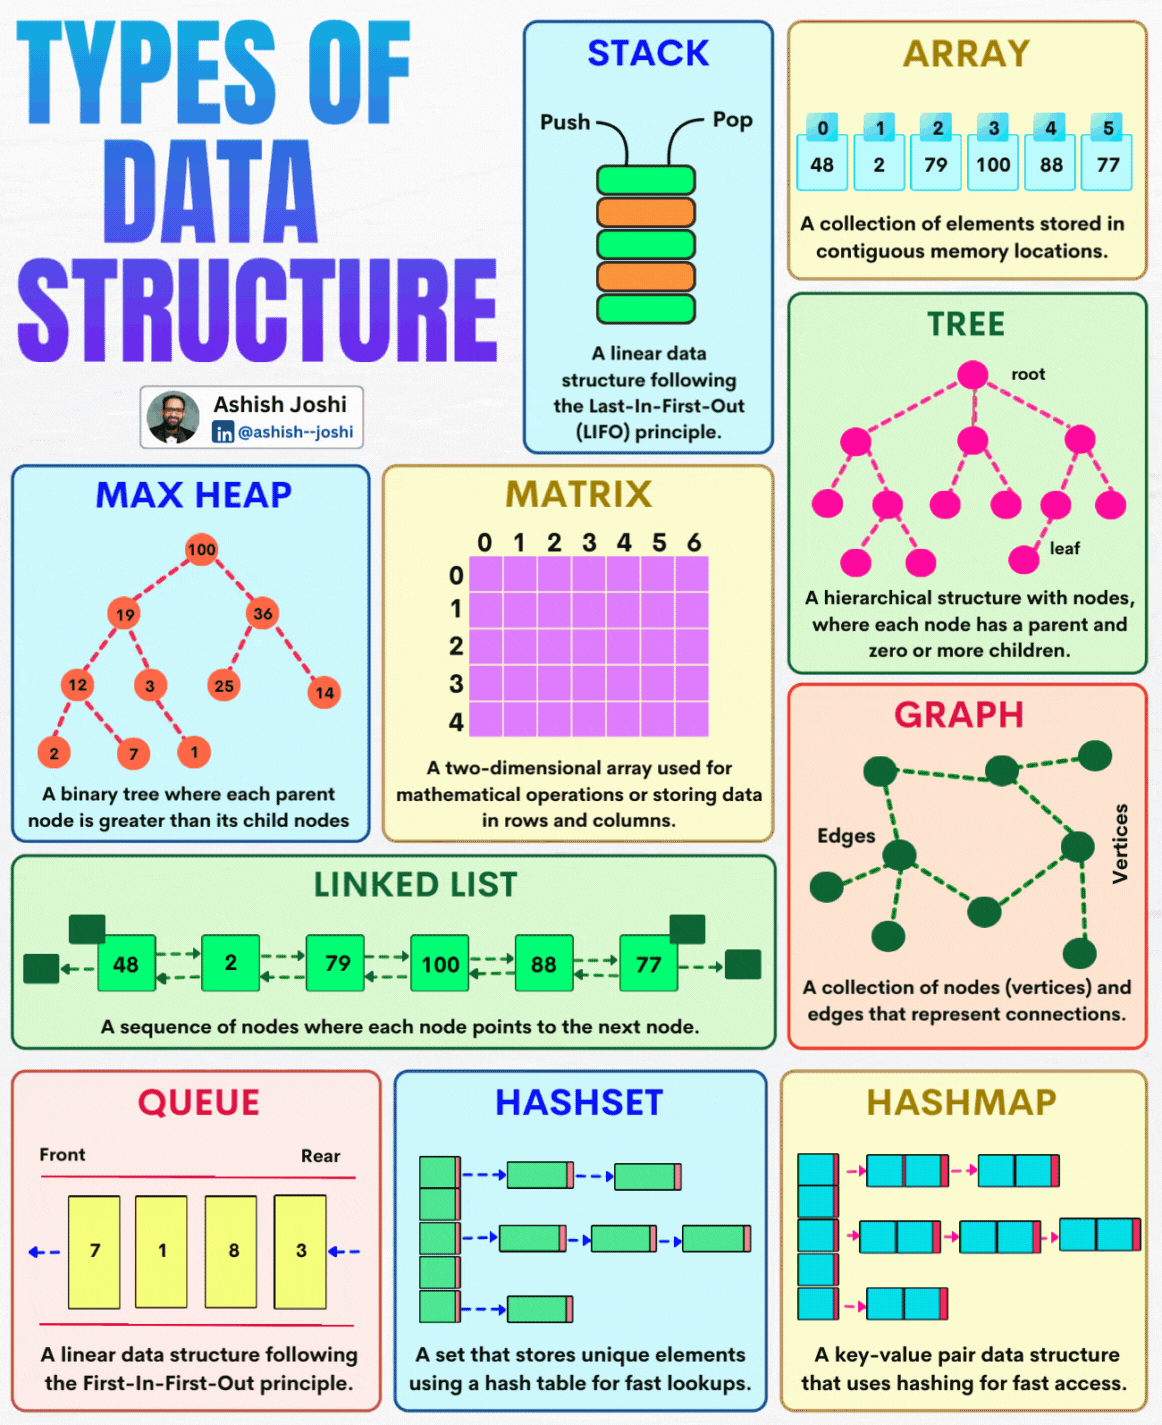 TYPES OF
DATA
STRUCTURE
Ashish Joshi
in @ashish--joshi
STACK
Push
Pop
A linear data
structure following
the Last-In-First-Out
(LIFO) principle.
ARRAY
0 1 2 3 4 5
48 2 79 100 88 77
A collection of elements stored in
contiguous memory locations.
TREE
root
leaf
A hierarchical structure with nodes,
where each node has a parent and
zero or more children.
MAX HEAP
100
19 36
12 3 25 14
2 7 1
A binary tree where each parent
node is greater than its child nodes
MATRIX
0 1 2 3 4 5 6
0
1
2
3
4
A two-dimensional array used for
mathematical operations or storing data
in rows and columns.
GRAPH
Edges
Vertices
A collection of nodes (vertices) and
edges that represent connections.
LINKED LIST
48 2 79 100 88 77
A sequence of nodes where each node points to the next node.
QUEUE
Front Rear
7 1 8 3
A linear data structure following
the First-In-First-Out principle.
HASHSET
A set that stores unique elements
using a hash table for fast lookups.
HASHMAP
A key-value pair data structure
that uses hashing for fast access.